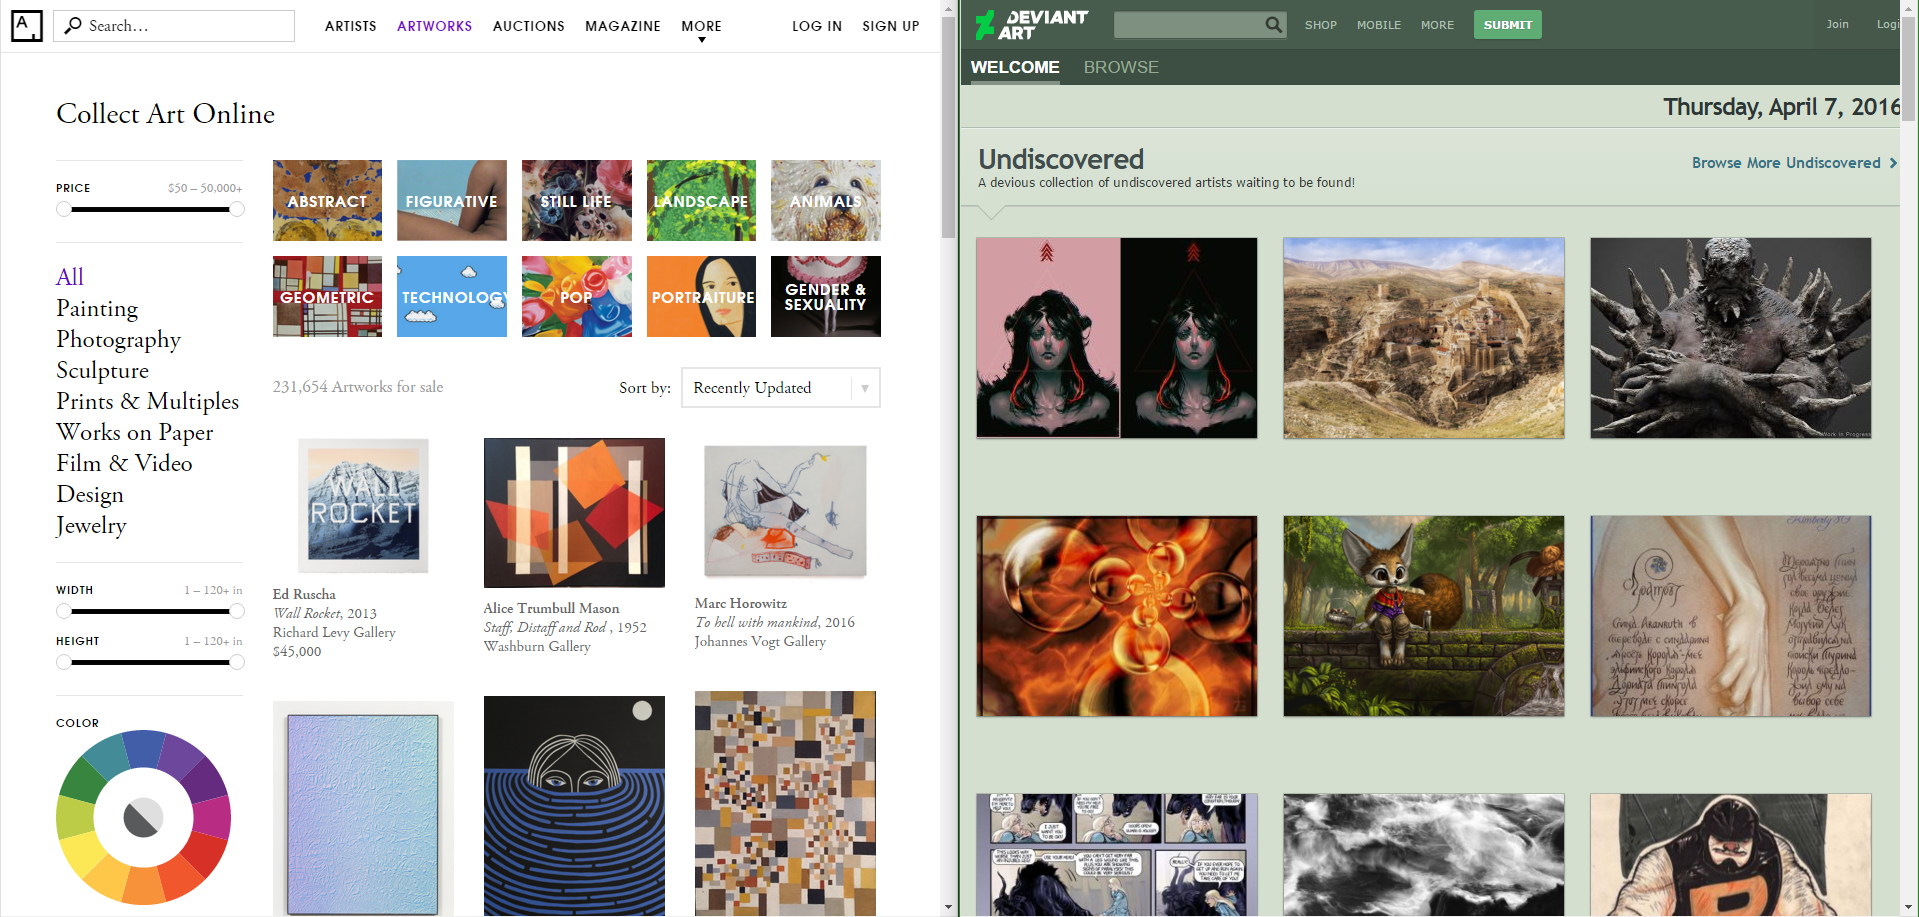 A
Search...
ARTISTS
ARTWORKS
AUCTIONS
MAGAZINE
MORE
LOG IN
SIGN UP
Collect Art Online
PRICE
$50 – 50,000+
All
Painting
Photography
Sculpture
Prints & Multiples
Works on Paper
Film & Video
Design
Jewelry
WIDTH
1 – 120+ in
HEIGHT
1 – 120+ in
COLOR
ABSTRACT
FIGURATIVE
STILL LIFE
LANDSCAPE
ANIMALS
GEOMETRIC
TECHNOLOGY
POP
PORTRAITURE
GENDER &
SEXUALITY
231,654 Artworks for sale
Sort by:
Recently Updated
WALL
ROCKET
Ed Ruscha
Wall Rocket, 2013
Richard Levy Gallery
$45,000
Alice Trumbull Mason
Staff, Distaff and Rod , 1952
Washburn Gallery
Marc Horowitz
To hell with mankind, 2016
Johannes Vogt Gallery
DEVIANT
ART
SHOP
MOBILE
MORE
SUBMIT
Join
Logi
WELCOME
BROWSE
Thursday, April 7, 2016
Undiscovered
A devious collection of undiscovered artists waiting to be found!
Browse More Undiscovered
Work In Progress
I JUST
WANT YOU
TO BE OK!